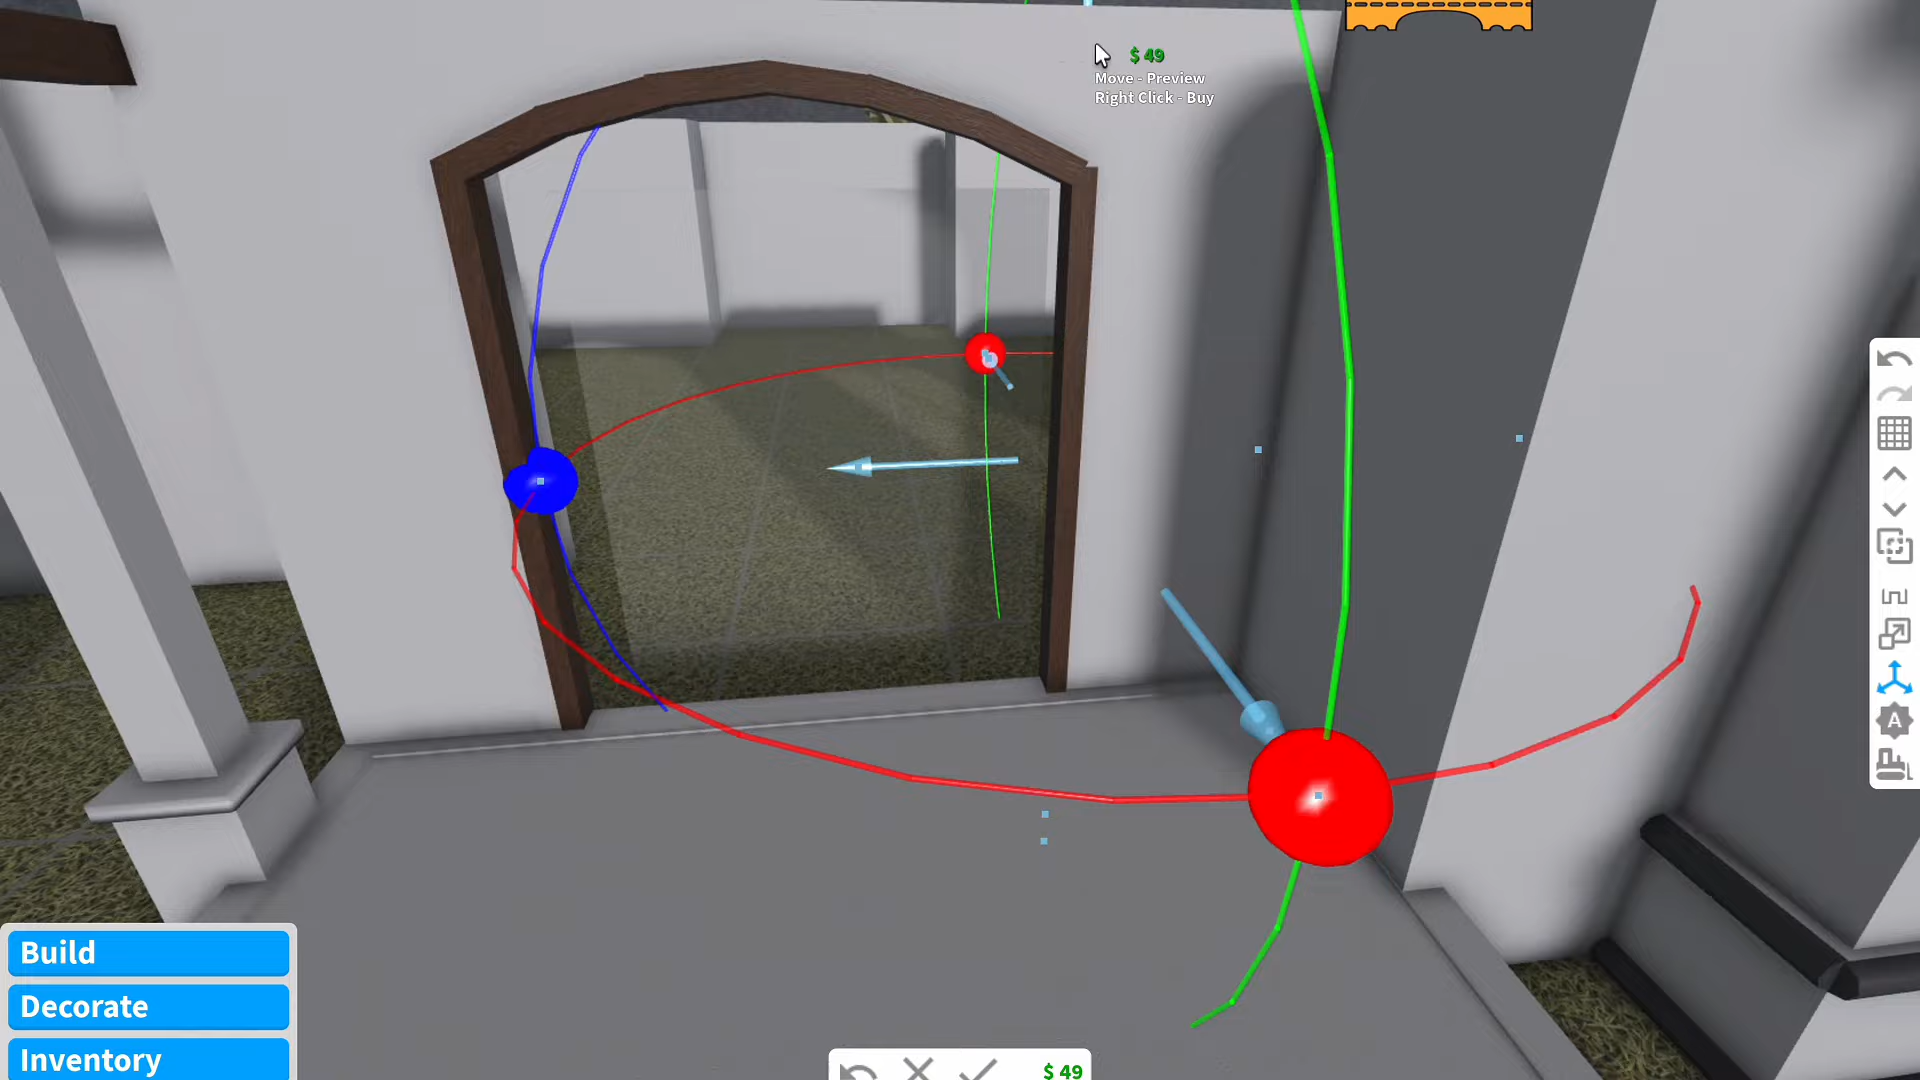 $ 49
Move - Preview
Right Click - Buy
A
Build
Decorate
Inventory
$ 49